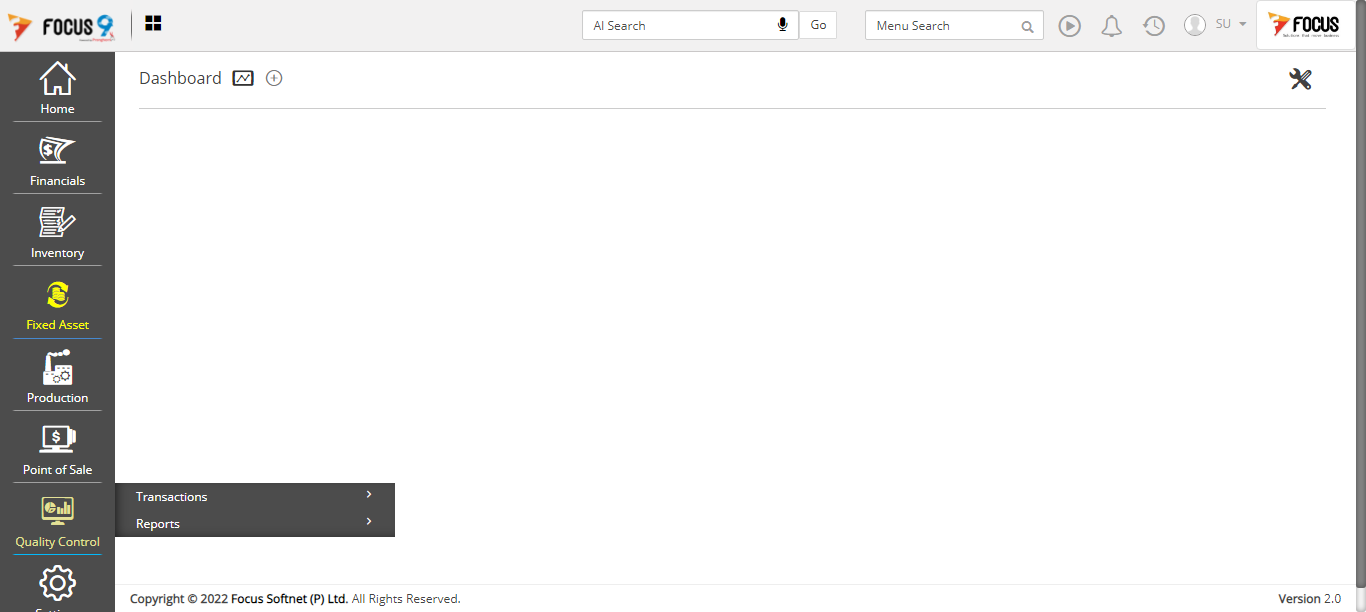 FOCUS 9
AI Search
Go
Menu Search
SU
FOCUS
Home
Financials
Inventory
Fixed Asset
Production
Point of Sale
Quality Control
Dashboard
Transactions
Reports
Copyright © 2022 Focus Softnet (P) Ltd. All Rights Reserved.
Version 2.0